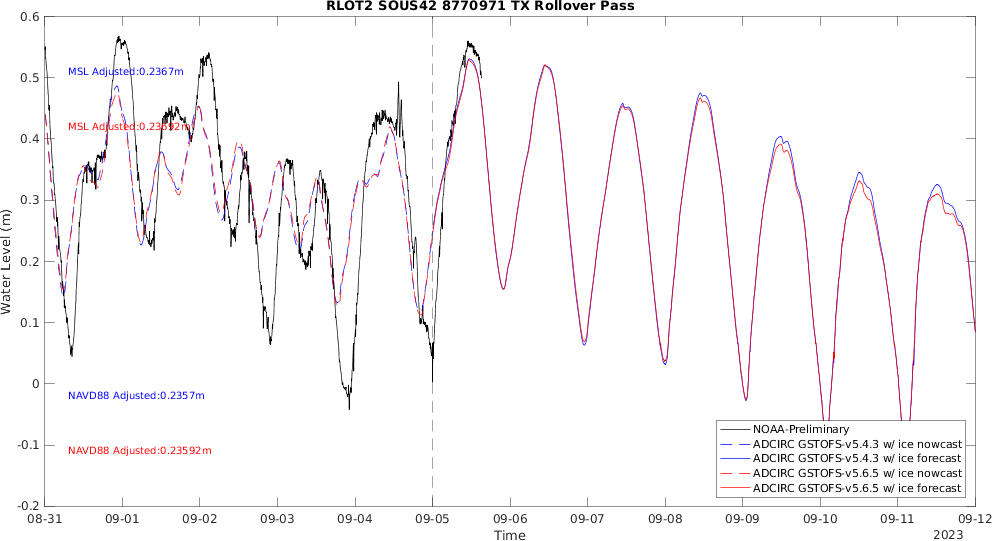 RLOT2 SOUS42 8770971 TX Rollover Pass
0.6
0.5
0.4
0.3
0.2
0.1
0
-0.1
-0.2
Water Level (m)
MSL Adjusted:0.2367m
MSL Adjusted:0.23592m
NAVD88 Adjusted:0.2357m
NAVD88 Adjusted:0.23592m
NOAA-Preliminary
ADCIRC GSTOFS-v5.4.3 w/ ice nowcast
ADCIRC GSTOFS-v5.4.3 w/ ice forecast
ADCIRC GSTOFS-v5.6.5 w/ ice nowcast
ADCIRC GSTOFS-v5.6.5 w/ ice forecast
08-31 09-01 09-02 09-03 09-04 09-05 09-06 09-07 09-08 09-09 09-10 09-11 09-12
Time
2023